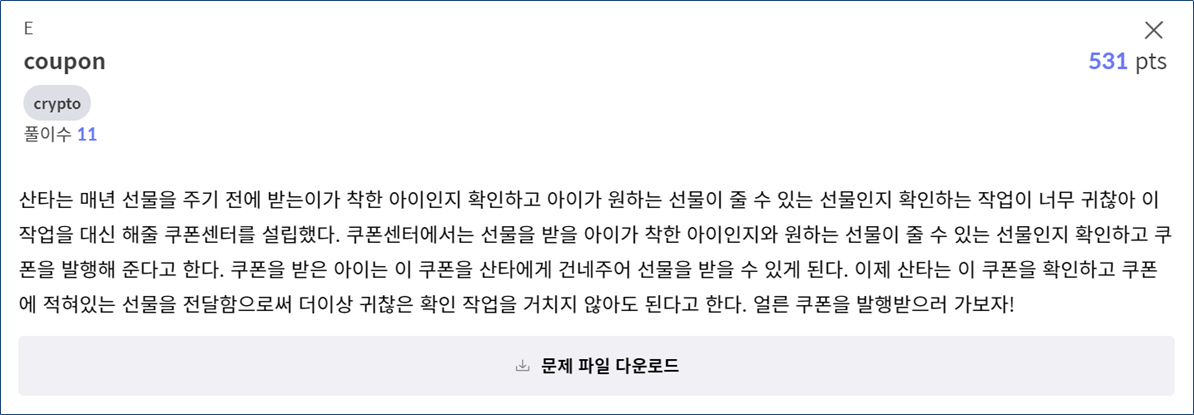 E
coupon
531 pts
crypto
풀이수 11
산타는 매년 선물을 주기 전에 받는이가 착한 아이인지 확인하고 아이가 원하는 선물이 줄 수 있는 선물인지 확인하는 작업이 너무 귀찮아 이
작업을 대신 해줄 쿠폰센터를 설립했다. 쿠폰센터에서는 선물을 받을 아이가 착한 아이인지와 원하는 선물이 줄 수 있는 선물인지 확인하고 쿠
폰을 발행해 준다고 한다. 쿠폰을 받은 아이는 이 쿠폰을 산타에게 건네주어 선물을 받을 수 있게 된다. 이제 산타는 이 쿠폰을 확인하고 쿠폰
에 적혀있는 선물을 전달함으로써 더이상 귀찮은 확인 작업을 거치지 않아도 된다고 한다. 얼른 쿠폰을 발행받으러 가보자!
문제 파일 다운로드